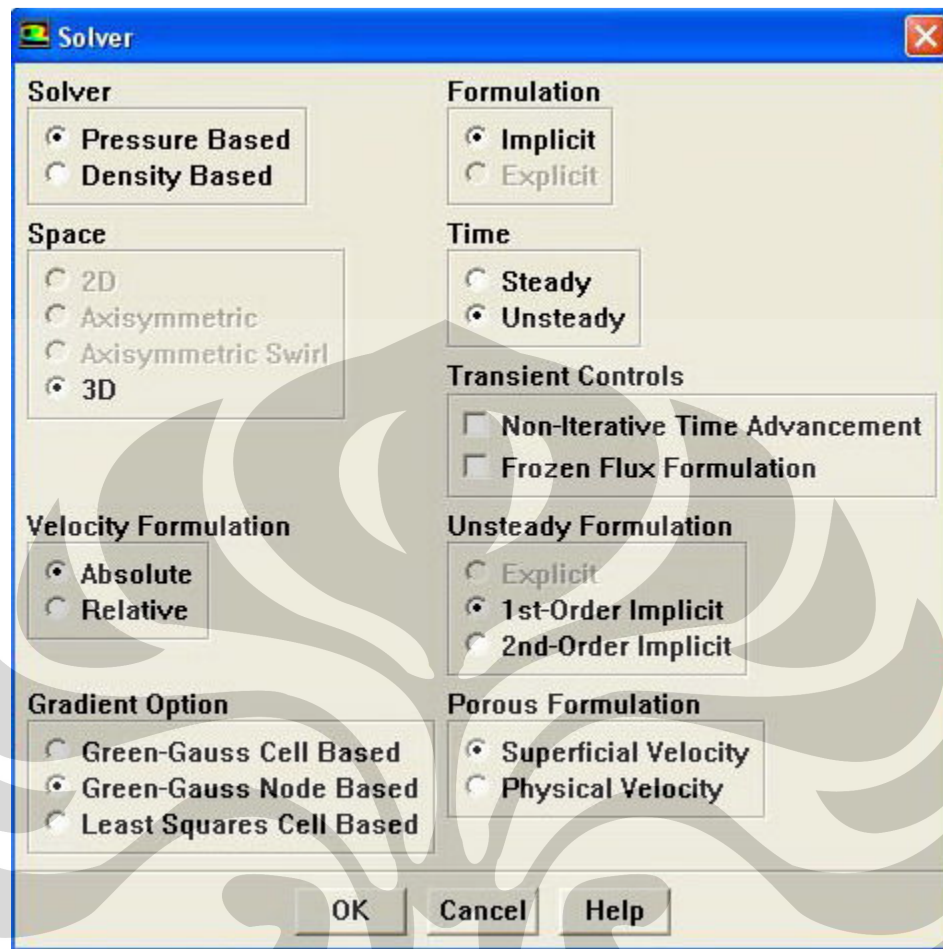 Solver
Solver
Pressure Based
Density Based
Formulation
Implicit
Explicit
Space
2D
Axisymmetric
Axisymmetric Swirl
3D
Time
Steady
Unsteady
Transient Controls
Non-Iterative Time Advancement
Frozen Flux Formulation
Velocity Formulation
Absolute
Relative
Unsteady Formulation
Explicit
1st-Order Implicit
2nd-Order Implicit
Gradient Option
Green-Gauss Cell Based
Green-Gauss Node Based
Least Squares Cell Based
Porous Formulation
Superficial Velocity
Physical Velocity
OK
Cancel
Help